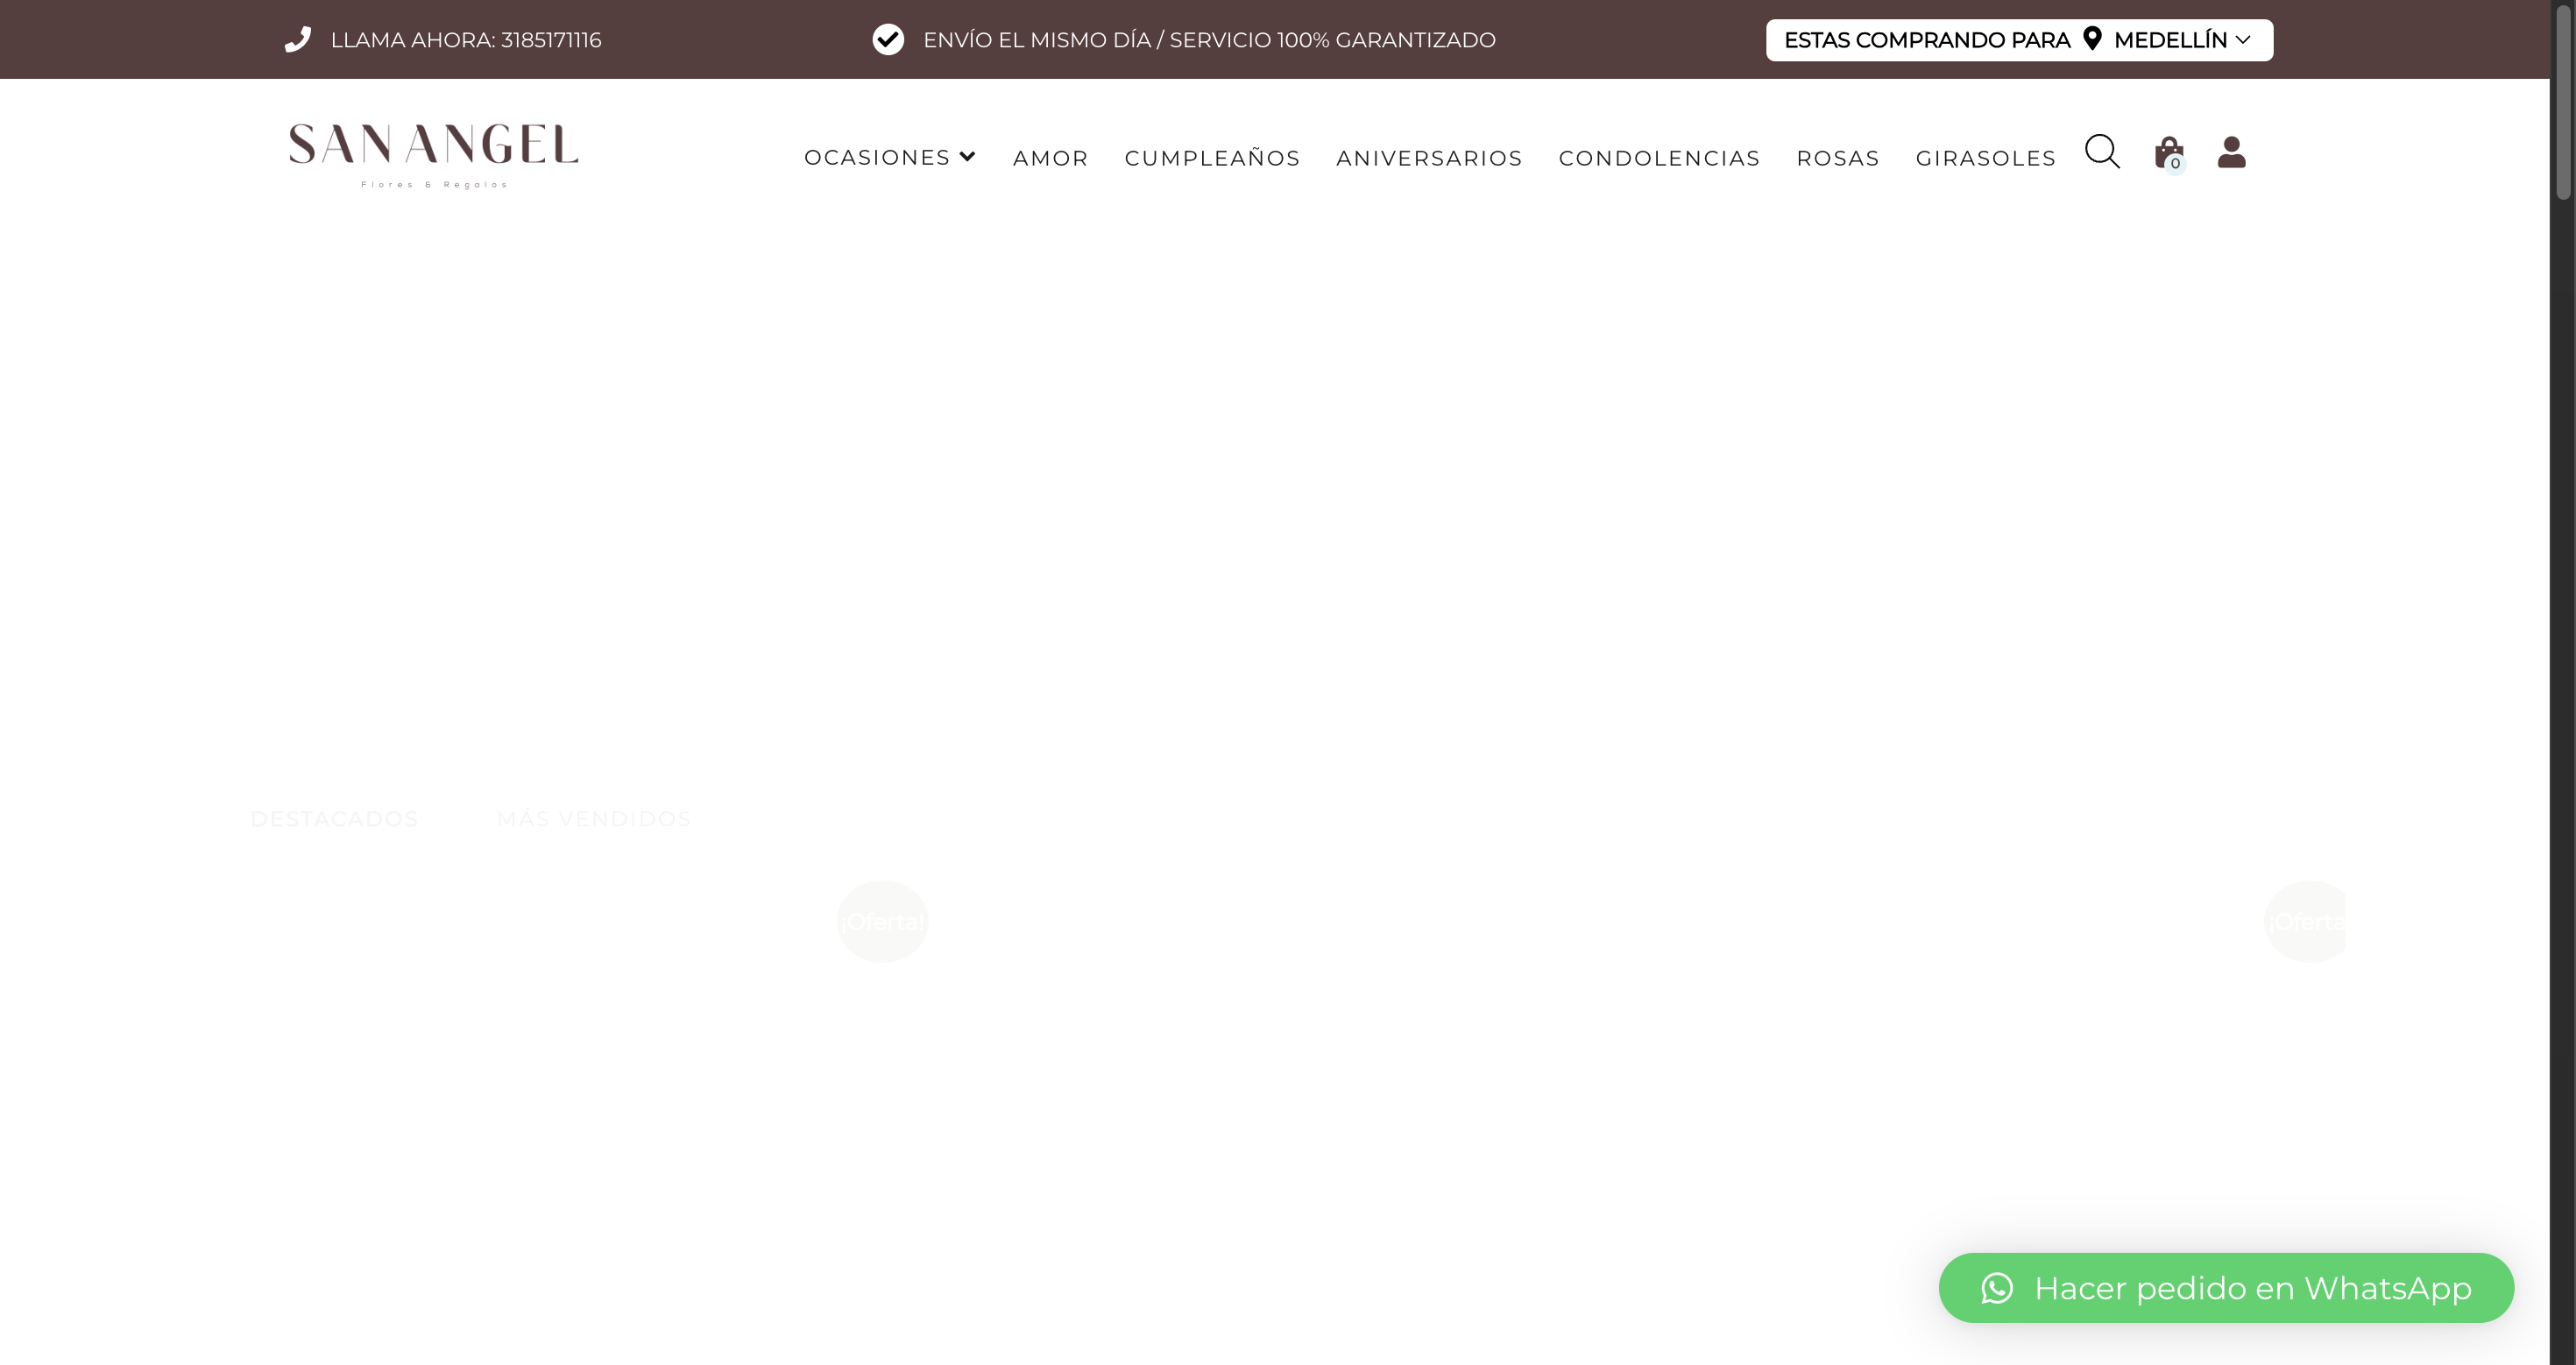 LLAMA AHORA: 3185171116
ENVÍO EL MISMO DÍA / SERVICIO 100% GARANTIZADO
ESTAS COMPRANDO PARA MEDELLÍN
SAN ANGEL
Flores & Regalos
OCASIONES AMOR CUMPLEAÑOS ANIVERSARIOS CONDOLENCIAS ROSAS GIRASOLES
0
DESTACADOS MÁS VENDIDOS
¡Oferta! ¡Oferta
Hacer pedido en WhatsApp